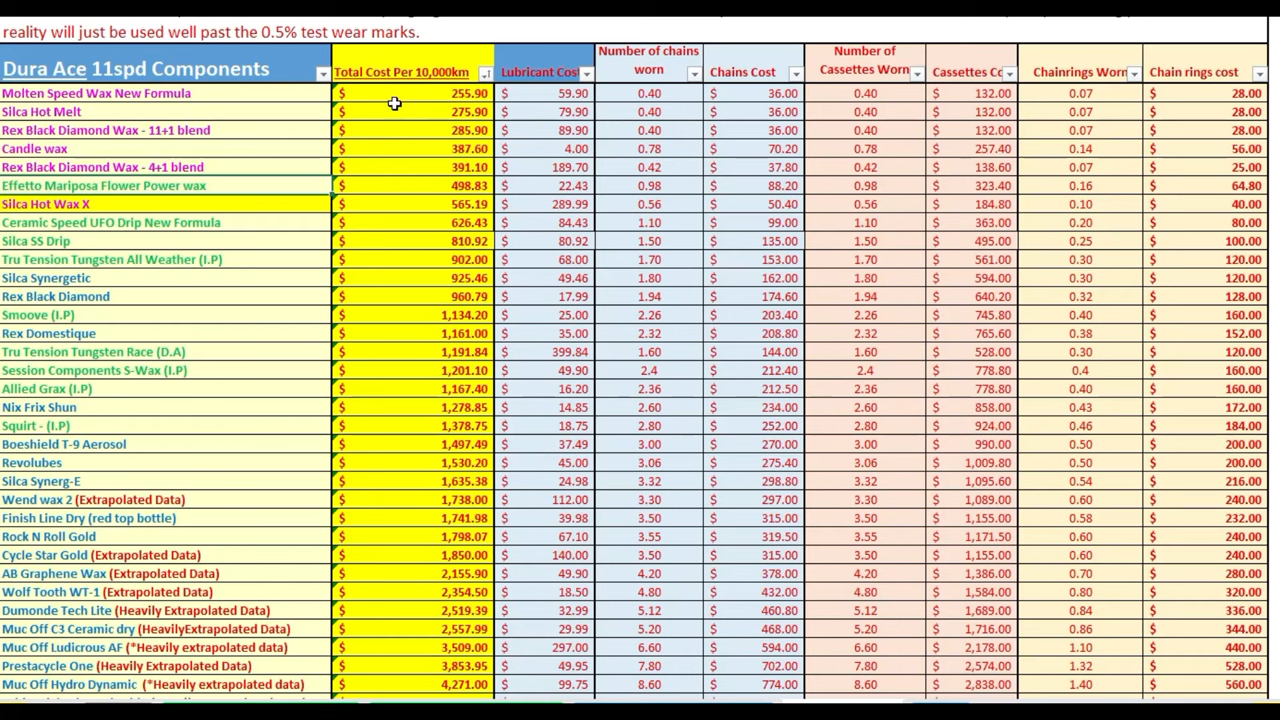 reality will just be used well past the 0.5% test wear marks.
Dura Ace 11spd Components Total Cost Per 10,000km Lubricant Cost Number of chains worn Chains Cost Number of Cassettes Worn Cassettes Co Chainrings Worn Chain rings cost
Molten Speed Wax New Formula $ 255.90 $ 59.90 0.40 $ 36.00 0.40 $ 132.00 0.07 $ 28.00
Silca Hot Melt $ 275.90 $ 79.90 0.40 $ 36.00 0.40 $ 132.00 0.07 $ 28.00
Rex Black Diamond Wax - 11+1 blend $ 285.90 $ 89.90 0.40 $ 36.00 0.40 $ 132.00 0.07 $ 28.00
Candle wax $ 387.60 $ 4.00 0.78 $ 70.20 0.78 $ 257.40 0.14 $ 56.00
Rex Black Diamond Wax - 4+1 blend $ 391.10 $ 189.70 0.42 $ 37.80 0.42 $ 138.60 0.07 $ 25.00
Effetto Mariposa Flower Power wax $ 498.83 $ 22.43 0.98 $ 88.20 0.98 $ 323.40 0.16 $ 64.80
Silca Hot Wax X $ 565.19 $ 289.99 0.56 $ 50.40 0.56 $ 184.80 0.10 $ 40.00
Ceramic Speed UFO Drip New Formula $ 626.43 $ 84.43 1.10 $ 99.00 1.10 $ 363.00 0.20 $ 80.00
Silca SS Drip $ 810.92 $ 80.92 1.50 $ 135.00 1.50 $ 495.00 0.25 $ 100.00
Tru Tension Tungsten All Weather (I.P) $ 902.00 $ 68.00 1.70 $ 153.00 1.70 $ 561.00 0.30 $ 120.00
Silca Synergetic $ 925.46 $ 49.46 1.80 $ 162.00 1.80 $ 594.00 0.30 $ 120.00
Rex Black Diamond $ 960.79 $ 17.99 1.94 $ 174.60 1.94 $ 640.20 0.32 $ 128.00
Smoove (I.P) $ 1,134.20 $ 25.00 2.26 $ 203.40 2.26 $ 745.80 0.40 $ 160.00
Rex Domestique $ 1,161.00 $ 35.00 2.32 $ 208.80 2.32 $ 765.60 0.38 $ 152.00
Tru Tension Tungsten Race (D.A) $ 1,191.84 $ 399.84 1.60 $ 144.00 1.60 $ 528.00 0.30 $ 120.00
Session Components S-Wax (I.P) $ 1,201.10 $ 49.90 2.4 $ 212.40 2.4 $ 778.80 0.4 $ 160.00
Allied Grax (I.P) $ 1,167.40 $ 16.20 2.36 $ 212.50 2.36 $ 778.80 0.40 $ 160.00
Nix Frix Shun $ 1,278.85 $ 14.85 2.60 $ 234.00 2.60 $ 858.00 0.43 $ 172.00
Squirt - (I.P) $ 1,378.75 $ 18.75 2.80 $ 252.00 2.80 $ 924.00 0.46 $ 184.00
Boeshield T-9 Aerosol $ 1,497.49 $ 37.49 3.00 $ 270.00 3.00 $ 990.00 0.50 $ 200.00
Revolubes $ 1,530.20 $ 45.00 3.06 $ 275.40 3.06 $ 1,009.80 0.50 $ 200.00
Silca Synerg-E $ 1,635.38 $ 24.98 3.32 $ 298.80 3.32 $ 1,095.60 0.54 $ 216.00
Wend wax 2 (Extrapolated Data) $ 1,738.00 $ 112.00 3.30 $ 297.00 3.30 $ 1,089.00 0.60 $ 240.00
Finish Line Dry (red top bottle) $ 1,741.98 $ 39.98 3.50 $ 315.00 3.50 $ 1,155.00 0.58 $ 232.00
Rock N Roll Gold $ 1,798.07 $ 67.10 3.55 $ 319.50 3.55 $ 1,171.50 0.60 $ 240.00
Cycle Star Gold (Extrapolated Data) $ 1,850.00 $ 140.00 3.50 $ 315.00 3.50 $ 1,155.00 0.60 $ 240.00
AB Graphene Wax (Extrapolated Data) $ 2,155.90 $ 49.90 4.20 $ 378.00 4.20 $ 1,386.00 0.70 $ 280.00
Wolf Tooth WT-1 (Extrapolated Data) $ 2,354.50 $ 18.50 4.80 $ 432.00 4.80 $ 1,584.00 0.80 $ 320.00
Dumonde Tech Lite (Heavily Extrapolated Data) $ 2,519.39 $ 32.99 5.12 $ 460.80 5.12 $ 1,689.00 0.84 $ 336.00
Muc Off C3 Ceramic dry (HeavilyExtrapolated Data) $ 2,557.99 $ 29.99 5.20 $ 468.00 5.20 $ 1,716.00 0.86 $ 344.00
Muc Off Ludicrous AF (*Heavily extrapolated data) $ 3,509.00 $ 297.00 6.60 $ 594.00 6.60 $ 2,178.00 1.10 $ 440.00
Prestacycle One (Heavily Extrapolated Data) $ 3,853.95 $ 49.95 7.80 $ 702.00 7.80 $ 2,574.00 1.32 $ 528.00
Muc Off Hydro Dynamic (*Heavily extrapolated data) $ 4,271.00 $ 99.75 8.60 $ 774.00 8.60 $ 2,838.00 1.40 $ 560.00